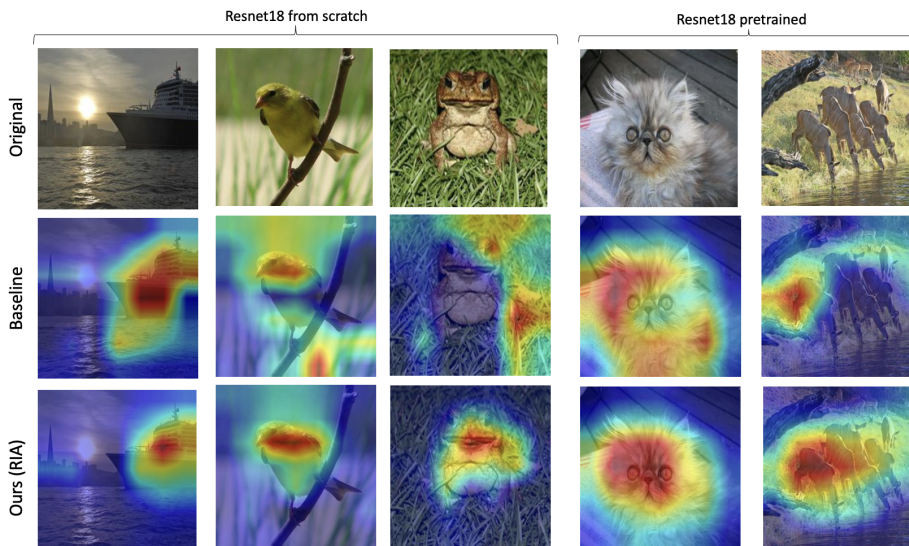 Resnet18 from scratch
Resnet18 pretrained
Original
Baseline
Ours (RIA)